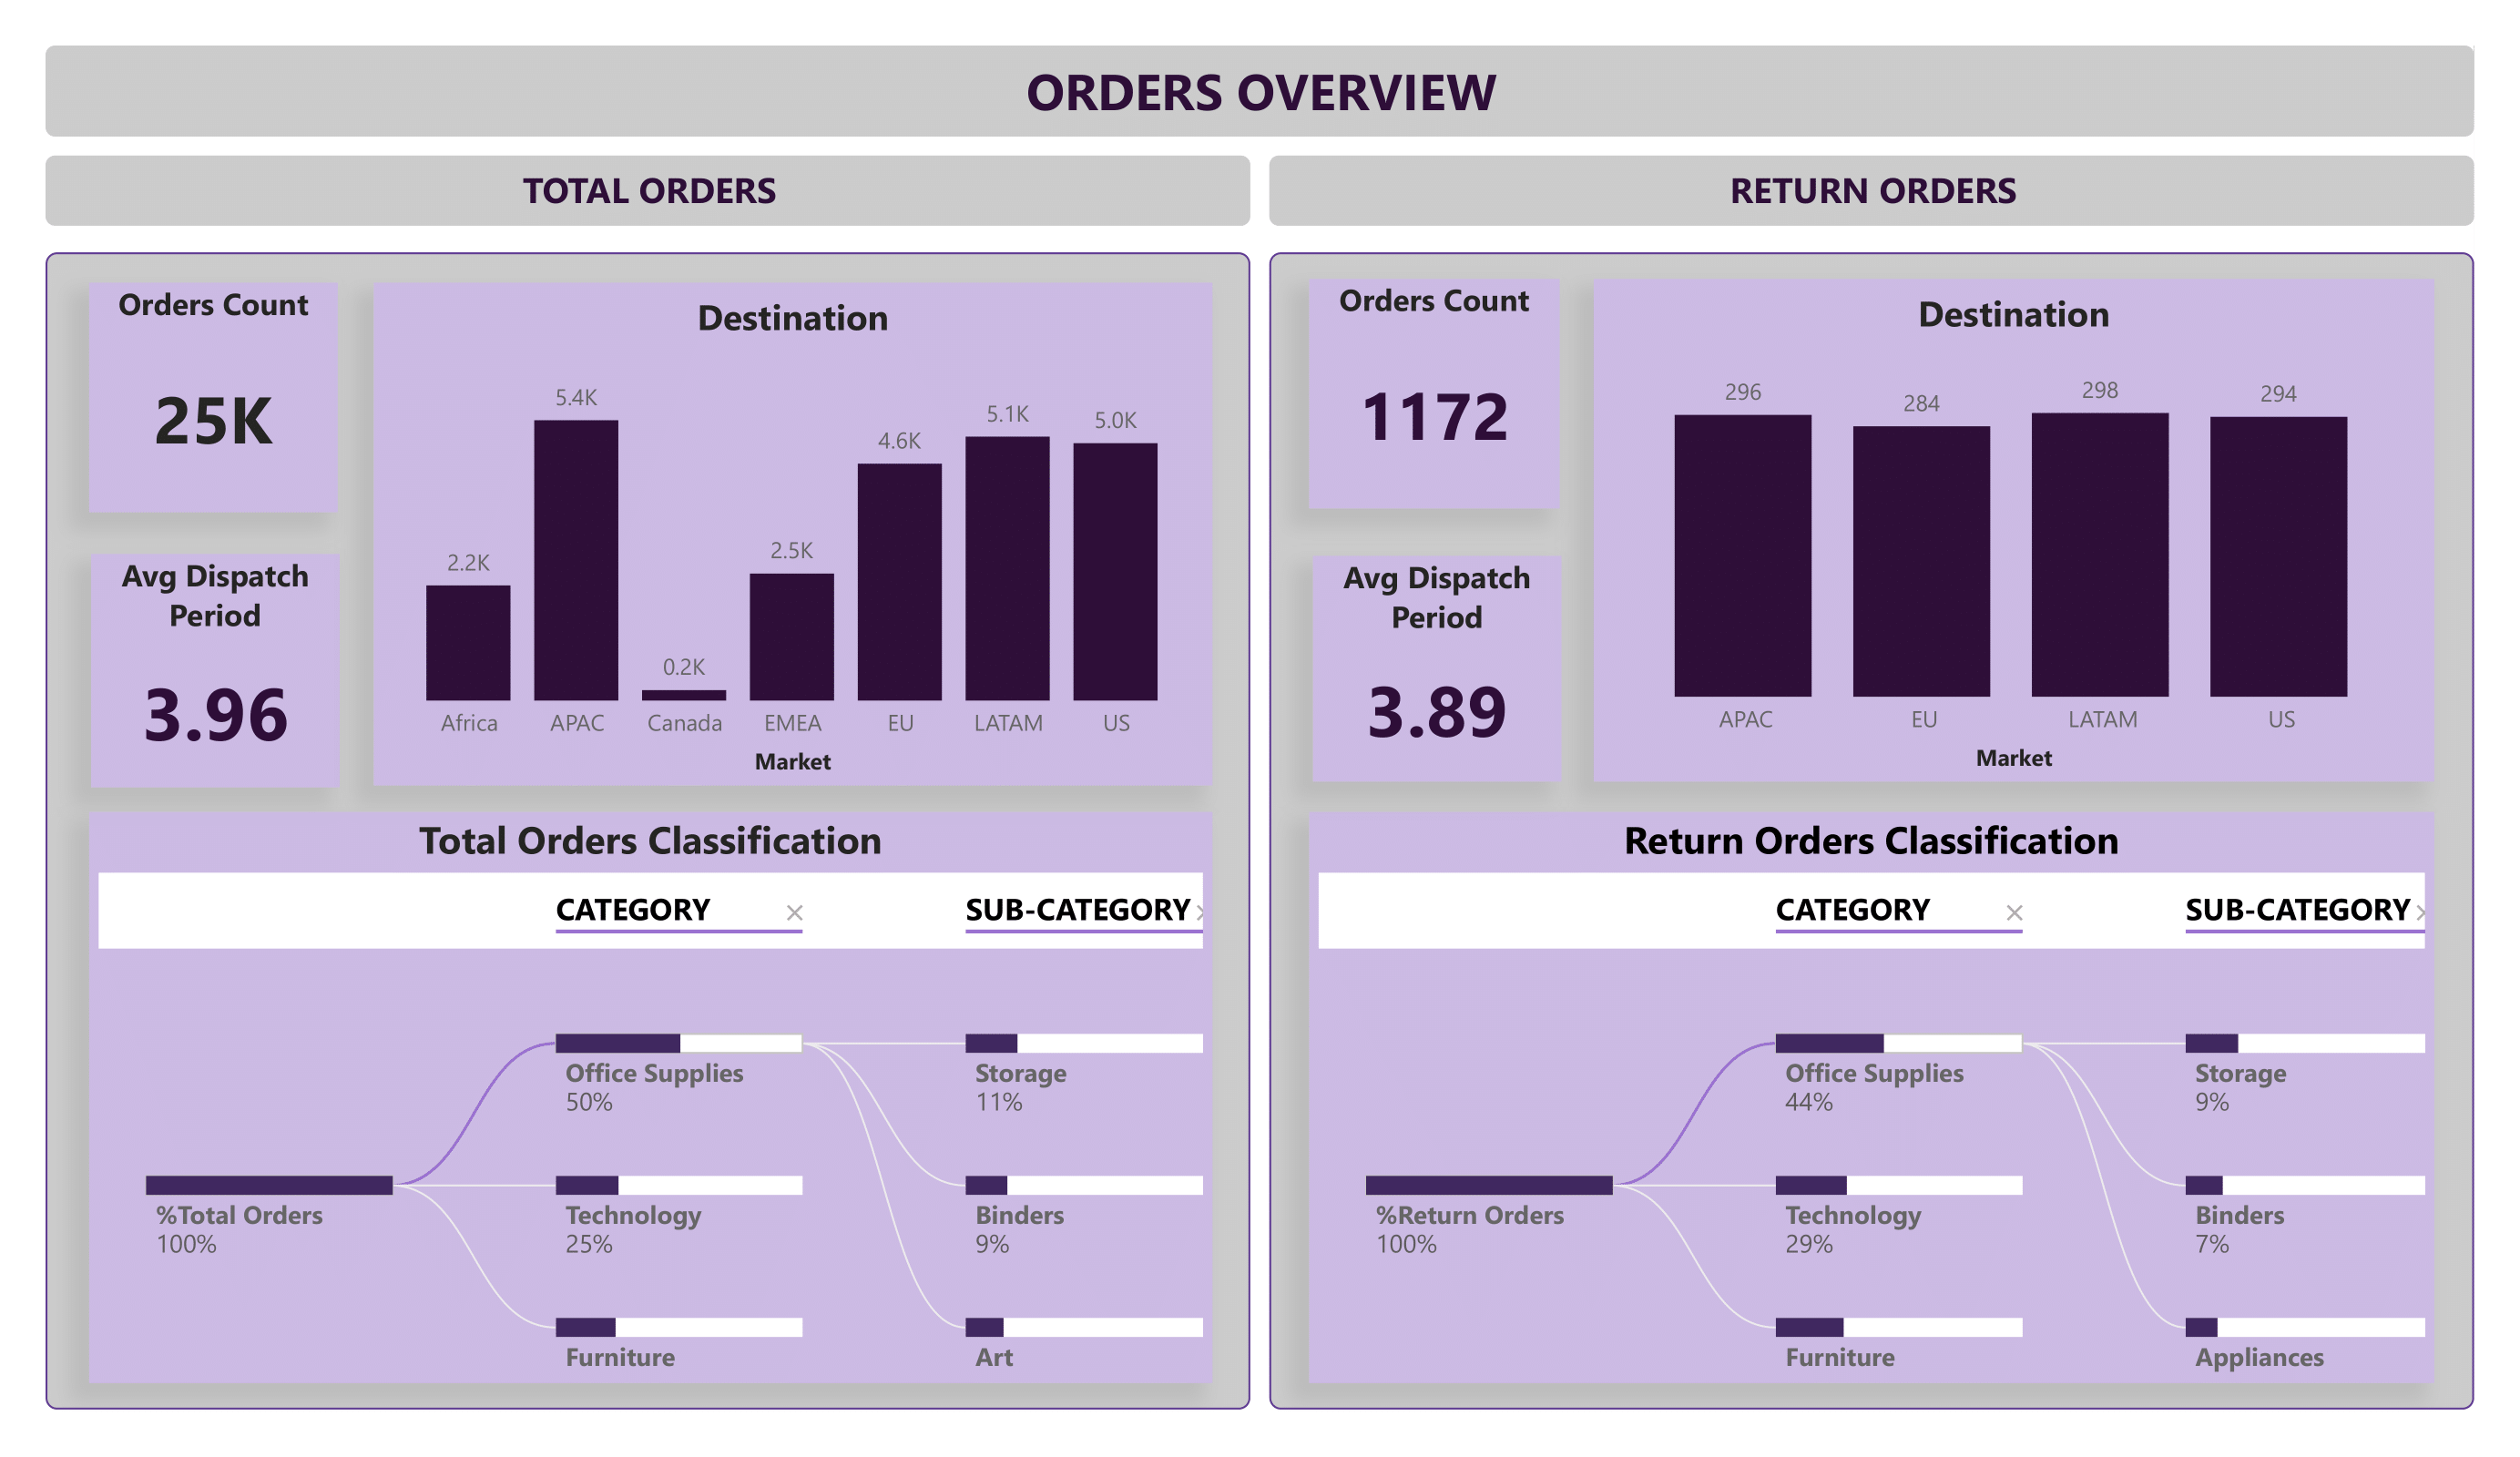 ORDERS OVERVIEW
TOTAL ORDERS
Orders Count
25K
Avg Dispatch
Period
3.96
Destination
5.4K
5.1K
5.0K
4.6K
2.5K
2.2K
0.2K
Africa APAC Canada EMEA EU LATAM US
Market
Total Orders Classification
CATEGORY × SUB-CATEGORY ×
Office Supplies
50%
Storage
11%
%Total Orders
100%
Technology
25%
Binders
9%
Furniture
Art
RETURN ORDERS
Orders Count
1172
Avg Dispatch
Period
3.89
Destination
296 284 298 294
APAC EU LATAM US
Market
Return Orders Classification
CATEGORY × SUB-CATEGORY ×
Office Supplies
44%
Storage
9%
%Return Orders
100%
Technology
29%
Binders
7%
Furniture
Appliances